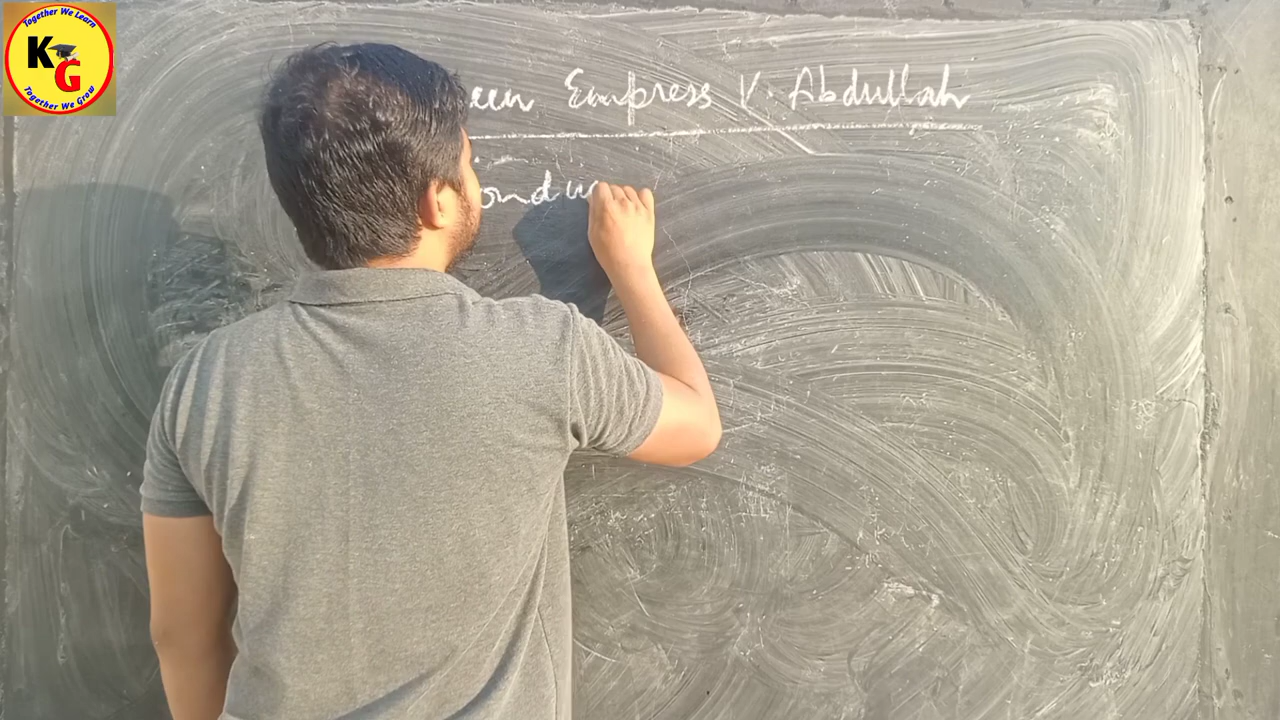 Together We Learn
KG
Together We Grow
een Empress V. Abdullah
ondu